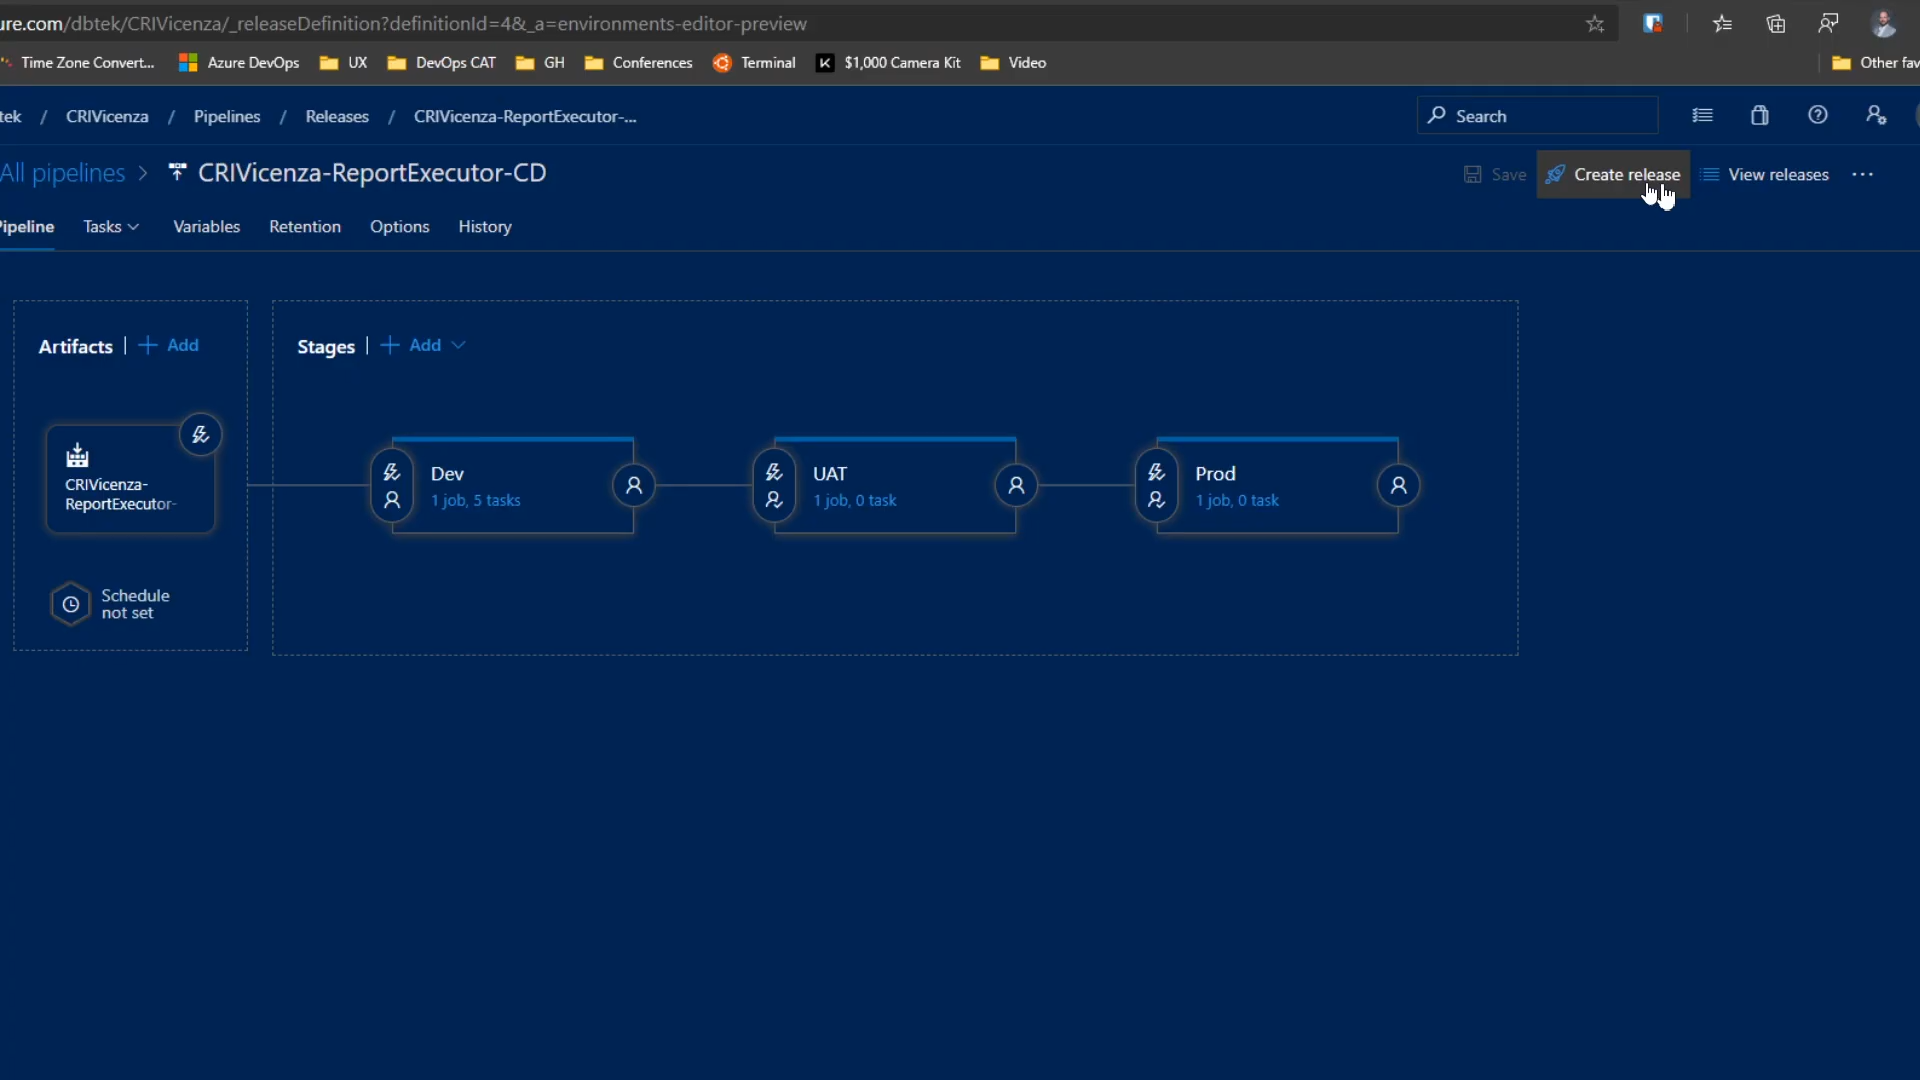 ure.com/dbtek/CRIVicenza/_releaseDefinition?definitionId=4&_a=environments-editor-preview
Time Zone Convert... Azure DevOps UX DevOps CAT GH Conferences Terminal $1,000 Camera Kit Video Other fav
tek / CRIVicenza / Pipelines / Releases / CRIVicenza-ReportExecutor-... Search
All pipelines > CRIVicenza-ReportExecutor-CD Save Create release View releases ...
Pipeline Tasks Variables Retention Options History
Artifacts | + Add Stages | + Add
Dev UAT Prod
1 job, 5 tasks 1 job, 0 task 1 job, 0 task
CRIVicenza-
ReportExecutor-
Schedule
not set